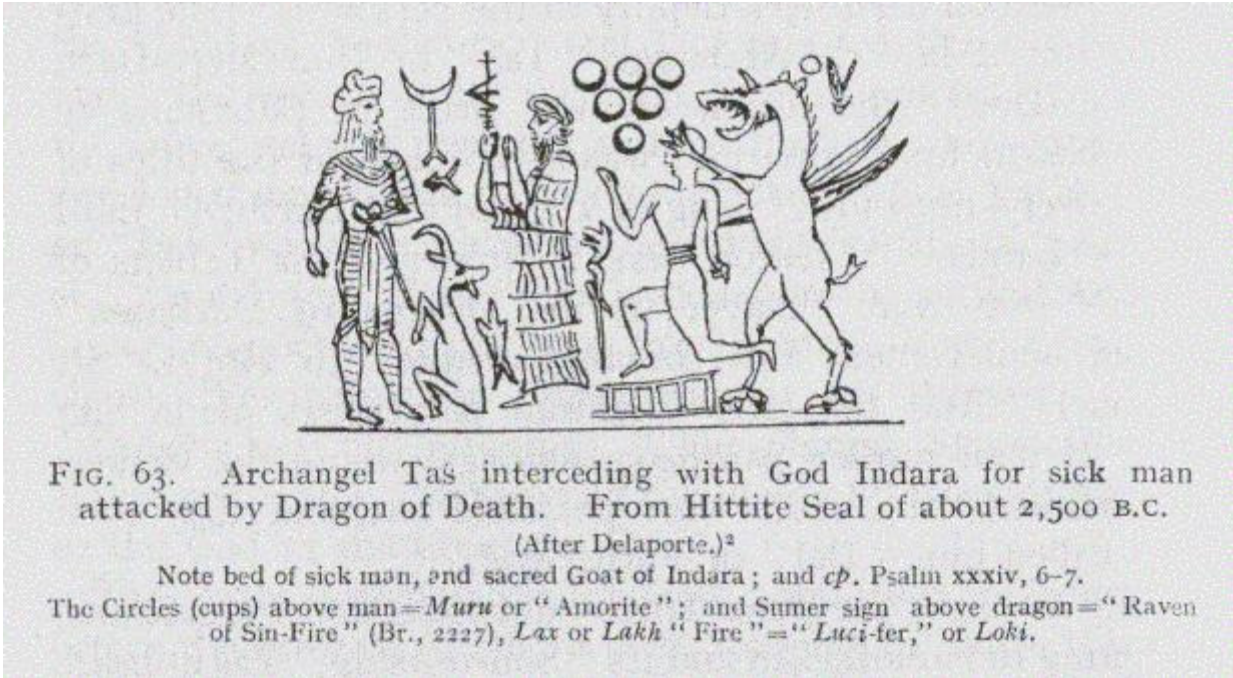 FIG. 63. Archangel Taś interceding with God Indara for sick man
attacked by Dragon of Death. From Hittite Seal of about 2,500 B.C.
(After Delaporte.)²
Note bed of sick man, and sacred Goat of Indara; and cp. Psalm xxxiv, 6-7.
The Circles (cups) above man=Muru or "Amorite"; and Sumer sign above dragon="Raven
of Sin-Fire" (Br., 2227), Lax or Lakh "Fire"="Luci-fer," or Loki.